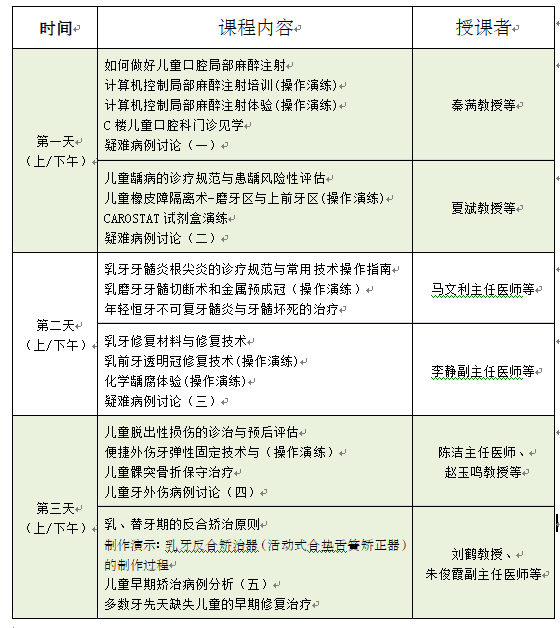 时间
课程内容
授课者
第一天
（上/下午）
如何做好儿童口腔局部麻醉注射
计算机控制局部麻醉注射培训(操作演练)
计算机控制局部麻醉注射体验(操作演练)
C 楼儿童口腔科门诊见学
疑难病例讨论（一）
秦满教授等
儿童龋病的诊疗规范与患龋风险性评估
儿童橡皮障隔离术-磨牙区与上前牙区(操作演练)
CAROSTAT 试剂盒演练
疑难病例讨论（二）
夏斌教授等
第二天
（上/下午）
乳牙牙髓炎根尖炎的诊疗规范与常用技术操作指南
乳磨牙牙髓切断术和金属预成冠（操作演练）
年轻恒牙不可复牙髓炎与牙髓坏死的治疗
马文利主任医师等
乳牙修复材料与修复技术
乳前牙透明冠修复技术(操作演练)
化学龋腐体验(操作演练)
疑难病例讨论（三）
李静副主任医师等
第三天
（上/下午）
儿童脱出性损伤的诊治与预后评估
便捷外伤牙弹性固定技术与（操作演练）
儿童髁突骨折保守治疗
儿童牙外伤病例讨论（四）
陈洁主任医师、
赵玉鸣教授等
乳、替牙期的反合矫治原则
制作演示：乳牙反合矫治器(活动式合垫舌簧矫正器)
的制作过程
儿童早期矫治病例分析（五）
多数牙先天缺失儿童的早期修复治疗
刘鹤教授、
朱俊霞副主任医师等